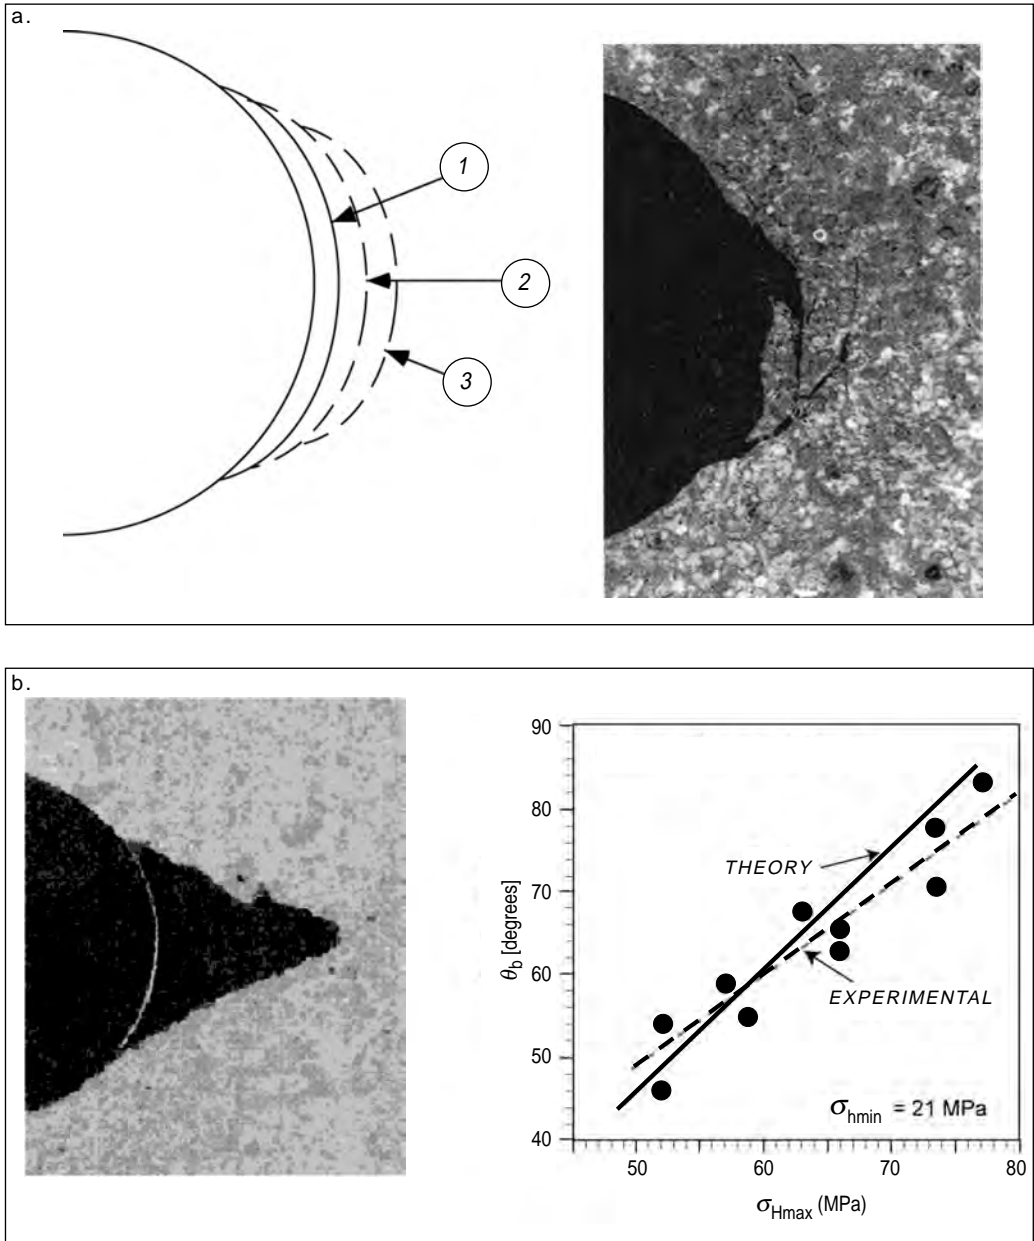 a.
1
2
3
b.
90
80
70
60
50
40
θb [degrees]
THEORY
EXPERIMENTAL
σhmin = 21 MPa
50 60 70 80
σHmax (MPa)